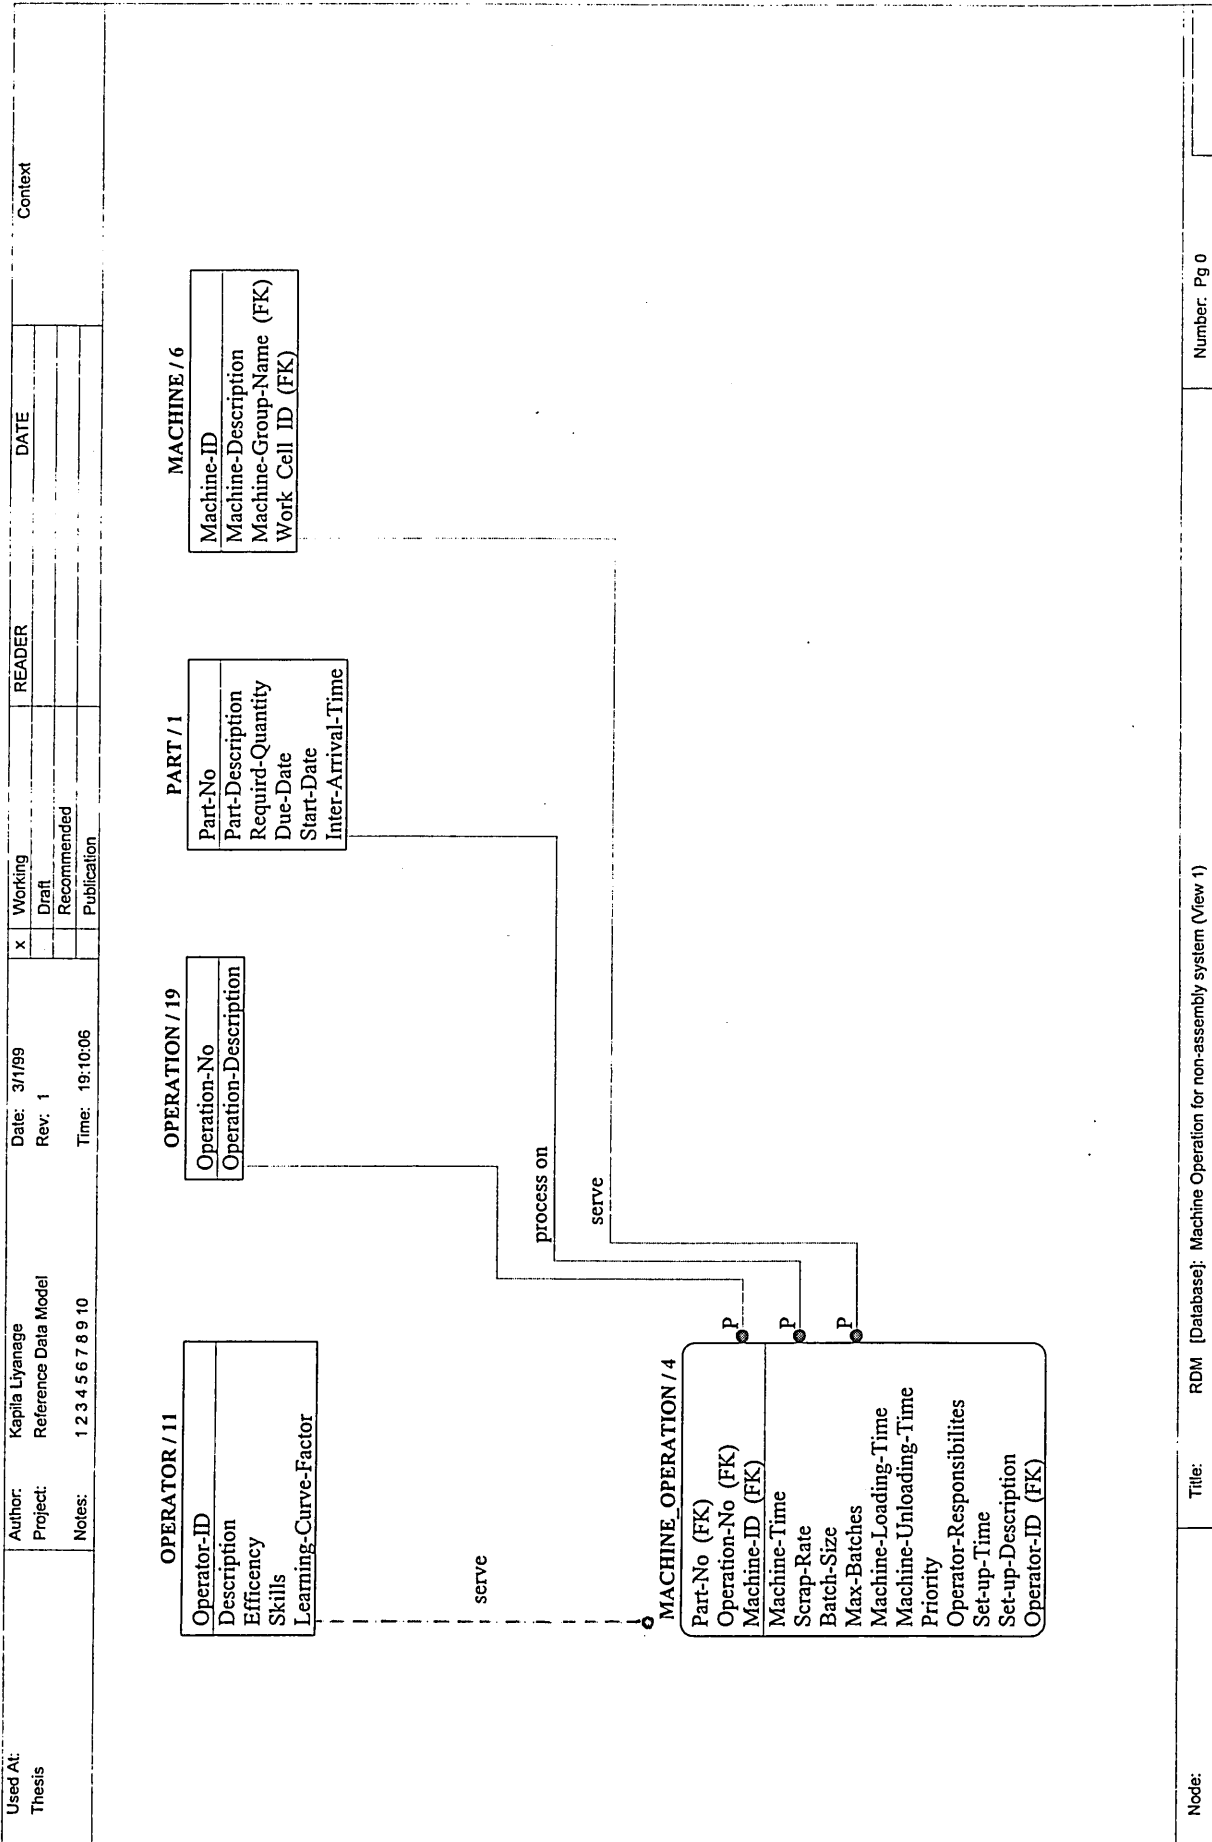 Used At:
Thesis
Author: Kapila Liyanage
Project: Reference Data Model
Notes: 1 2 3 4 5 6 7 8 9 10
Date: 3/1/99
Rev: 1
Time: 19:10:06
x Working
Draft
Recommended
Publication
READER
DATE
Context
OPERATOR / 11
Operator-ID
Description
Efficency
Skills
Learning-Curve-Factor
OPERATION / 19
Operation-No
Operation-Description
PART / 1
Part-No
Part-Description
Requird-Quantity
Due-Date
Start-Date
Inter-Arrival-Time
MACHINE / 6
Machine-ID
Machine-Description
Machine-Group-Name (FK)
Work Cell ID (FK)
serve
process on
serve
P
P
P
MACHINE_OPERATION / 4
Part-No (FK)
Operation-No (FK)
Machine-ID (FK)
Machine-Time
Scrap-Rate
Batch-Size
Max-Batches
Machine-Loading-Time
Machine-Unloading-Time
Priority
Operator-Responsibilites
Set-up-Time
Set-up-Description
Operator-ID (FK)
Node:
Title: RDM [Database]: Machine Operation for non-assembly system (View 1)
Number: Pg 0